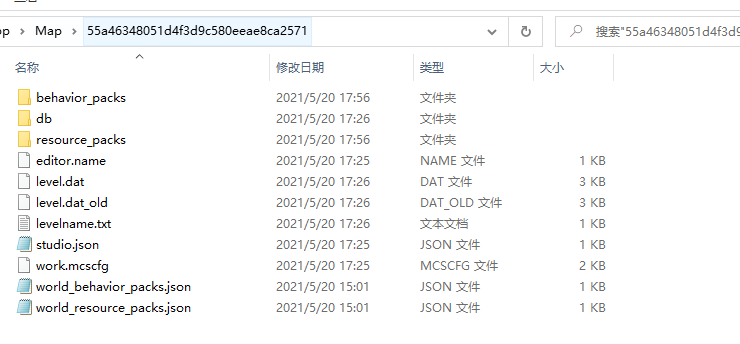 op › Map › 55a46348051d4f3d9c580eeae8ca2571 搜索"55a46348051d4f3d9
名称 修改日期 类型 大小
behavior_packs 2021/5/20 17:56 文件夹
db 2021/5/20 17:26 文件夹
resource_packs 2021/5/20 17:56 文件夹
editor.name 2021/5/20 17:25 NAME 文件 1 KB
level.dat 2021/5/20 17:26 DAT 文件 3 KB
level.dat_old 2021/5/20 17:26 DAT_OLD 文件 3 KB
levelname.txt 2021/5/20 17:26 文本文档 1 KB
studio.json 2021/5/20 17:25 JSON 文件 1 KB
work.mcscfg 2021/5/20 17:25 MCSCFG 文件 2 KB
world_behavior_packs.json 2021/5/20 15:01 JSON 文件 1 KB
world_resource_packs.json 2021/5/20 15:01 JSON 文件 1 KB